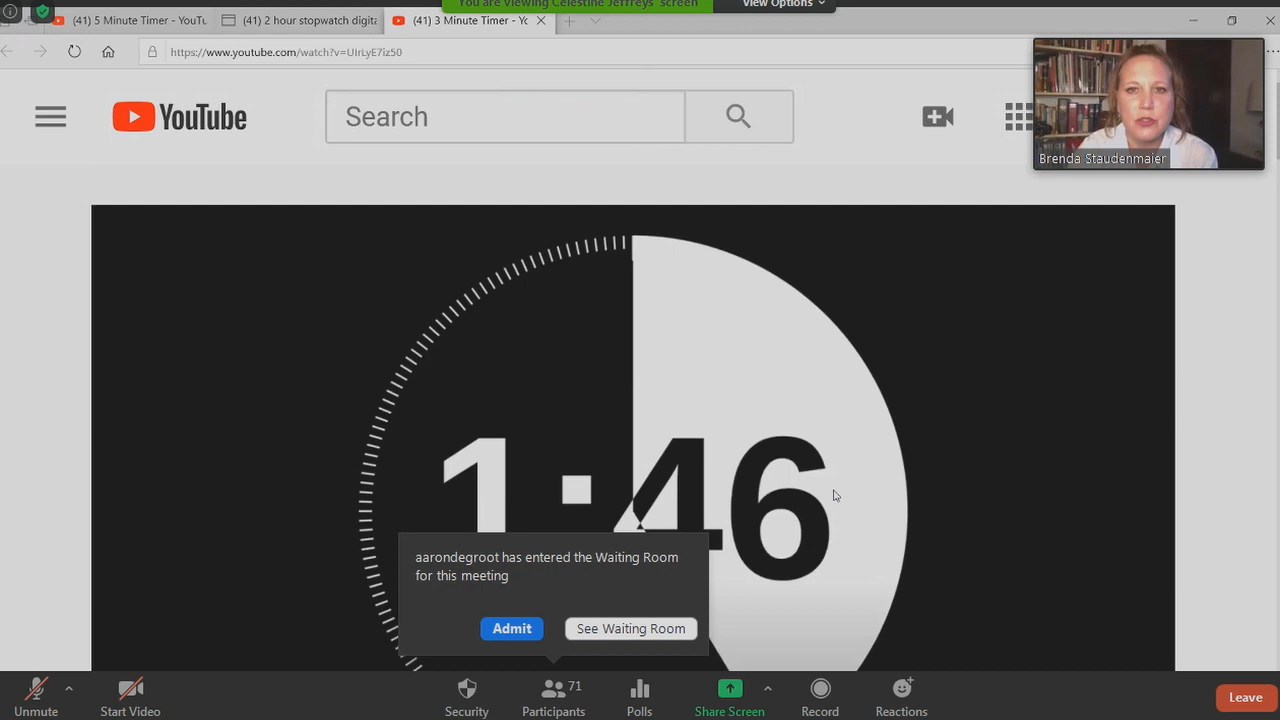 You are viewing Celestine Jeffreys' screen
View Options
(41) 5 Minute Timer - YouTu
(41) 2 hour stopwatch digita
(41) 3 Minute Timer - Yo
https://www.youtube.com/watch?v=UIrLyE7iz50
YouTube
Search
Brenda Staudenmaier
1:46
aarondegroot has entered the Waiting Room
for this meeting
Admit
See Waiting Room
Unmute
Start Video
Security
Participants
71
Polls
Share Screen
Record
Reactions
Leave